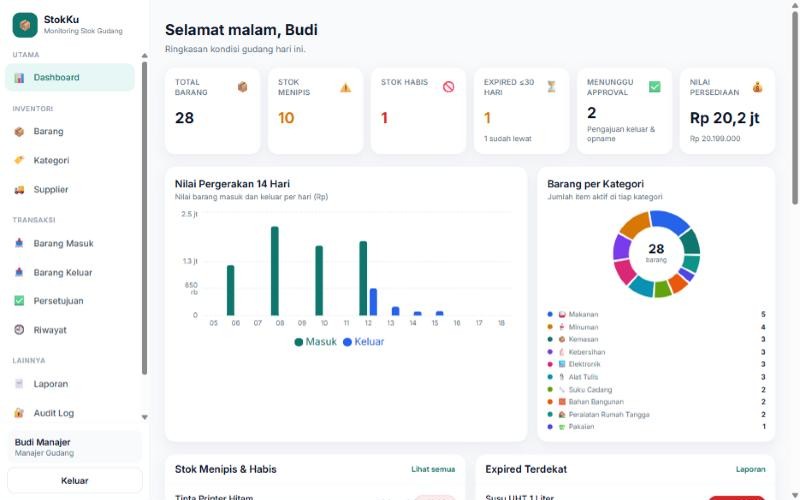 StokKu
Monitoring Stok Gudang
UTAMA
Dashboard
INVENTORI
Barang
Kategori
Supplier
TRANSAKSI
Barang Masuk
Barang Keluar
Persetujuan
Riwayat
LAINNYA
Laporan
Audit Log
Budi Manajer
Manajer Gudang
Keluar
Selamat malam, Budi
Ringkasan kondisi gudang hari ini.
TOTAL
BARANG
28
STOK
MENIPIS
10
STOK HABIS
1
EXPIRED ≤30
HARI
1
1 sudah lewat
MENUNGGU
APPROVAL
2
Pengajuan keluar &
opname
NILAI
PERSEDIAAN
Rp 20,2 jt
Rp 20.199.000
Nilai Pergerakan 14 Hari
Nilai barang masuk dan keluar per hari (Rp)
2.5 jt
1.3 jt
650
rb
0
05 06 07 08 09 10 11 12 13 14 15 16 17 18
Masuk Keluar
Barang per Kategori
Jumlah item aktif di tiap kategori
28
barang
Makanan 5
Minuman 4
Kemasan 3
Kebersihan 3
Elektronik 3
Alat Tulis 3
Suku Cadang 2
Bahan Bangunan 2
Peralatan Rumah Tangga 2
Pakaian 1
Stok Menipis & Habis Lihat semua
Tinta Printer Hitam
Expired Terdekat Laporan
Susu UHT 1 Liter